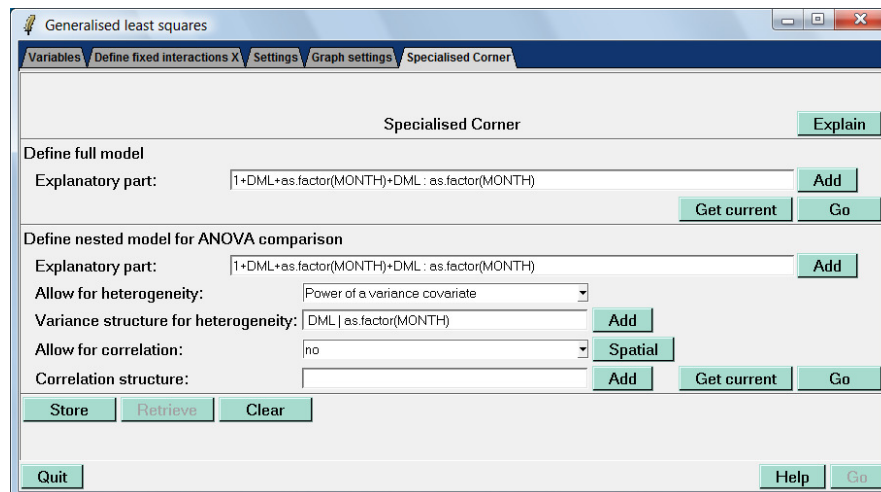 Generalised least squares
Variables Define fixed interactions X Settings Graph settings Specialised Corner
Specialised Corner Explain
Define full model
Explanatory part: 1+DML+as.factor(MONTH)+DML : as.factor(MONTH) Add
Get current Go
Define nested model for ANOVA comparison
Explanatory part: 1+DML+as.factor(MONTH)+DML : as.factor(MONTH) Add
Allow for heterogeneity: Power of a variance covariate
Variance structure for heterogeneity: DML | as.factor(MONTH) Add
Allow for correlation: no Spatial
Correlation structure: Add Get current Go
Store Retrieve Clear
Quit Help Go